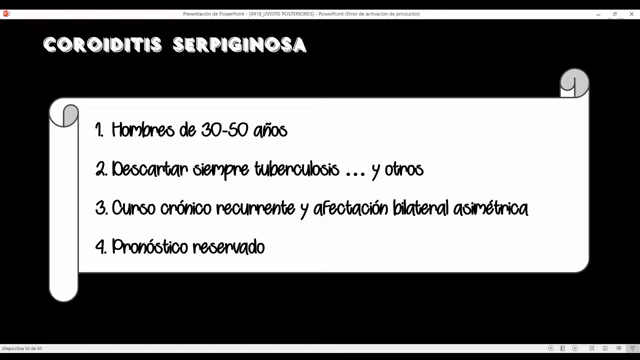 Presentación de PowerPoint - [0418_UVEITIS POSTERIORES] - PowerPoint (Error de activación de productos)
COROIDITIS SERPIGINOSA
1. Hombres de 30-50 años
2. Descartar siempre tuberculosis ... y otros
3. Curso crónico recurrente y afectación bilateral asimétrica
4. Pronóstico reservado